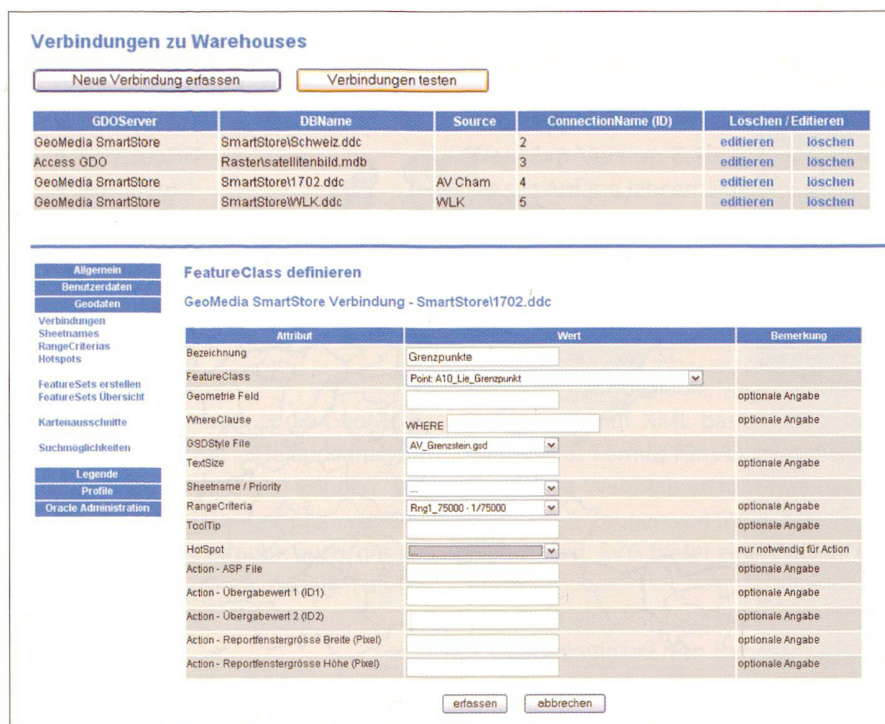 Verbindungen zu Warehouses
Neue Verbindung erfassen Verbindungen testen
GDOServer DBName Source ConnectionName (ID) Löschen / Editieren
GeoMedia SmartStore SmartStore\Schweiz.ddc 2 editieren löschen
Access GDO Raster\satellitenbild.mdb 3 editieren löschen
GeoMedia SmartStore SmartStore\1702.ddc AV Cham 4 editieren löschen
GeoMedia SmartStore SmartStore\WLK.ddc WLK 5 editieren löschen
Allgemein
Benutzerdaten
Geodaten
Verbindungen
Sheetnames
RangeCriterias
Hotspots
FeatureSets erstellen
FeatureSets Übersicht
Kartenausschnitte
Suchmöglichkeiten
Legende
Profile
Oracle Administration
FeatureClass definieren
GeoMedia SmartStore Verbindung - SmartStore\1702.ddc
Attribut Wert Bemerkung
Bezeichnung Grenzpunkte
FeatureClass Point: A10_Lie_Grenzpunkt
Geometrie Feld optionale Angabe
WhereClause WHERE optionale Angabe
GSDStyle File AV_Grenzstein.gsd
TextSize optionale Angabe
Sheetname / Priority ...
RangeCriteria Rng1_75000 - 1/75000 optionale Angabe
ToolTip optionale Angabe
HotSpot ... nur notwendig für Action
Action - ASP File optionale Angabe
Action - Übergabewert 1 (ID1) optionale Angabe
Action - Übergabewert 2 (ID2) optionale Angabe
Action - Reportfenstergrösse Breite (Pixel) optionale Angabe
Action - Reportfenstergrösse Höhe (Pixel) optionale Angabe
erfassen abbrechen